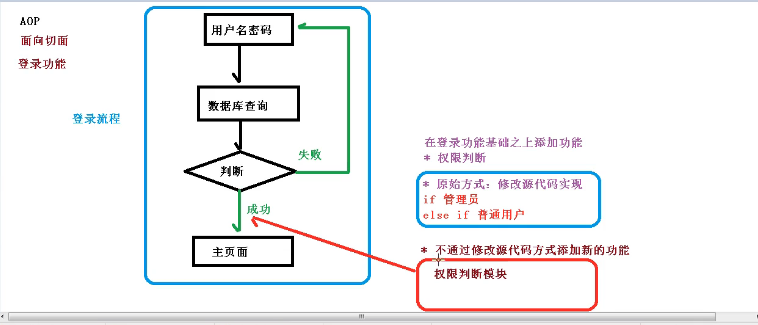 AOP
面向切面
登录功能
登录流程
用户名密码
数据库查询
判断
失败
成功
主页面
在登录功能基础之上添加功能
* 权限判断
* 原始方式：修改源代码实现
if 管理员
else if 普通用户
* 不通过修改源代码方式添加新的功能
权限判断模块